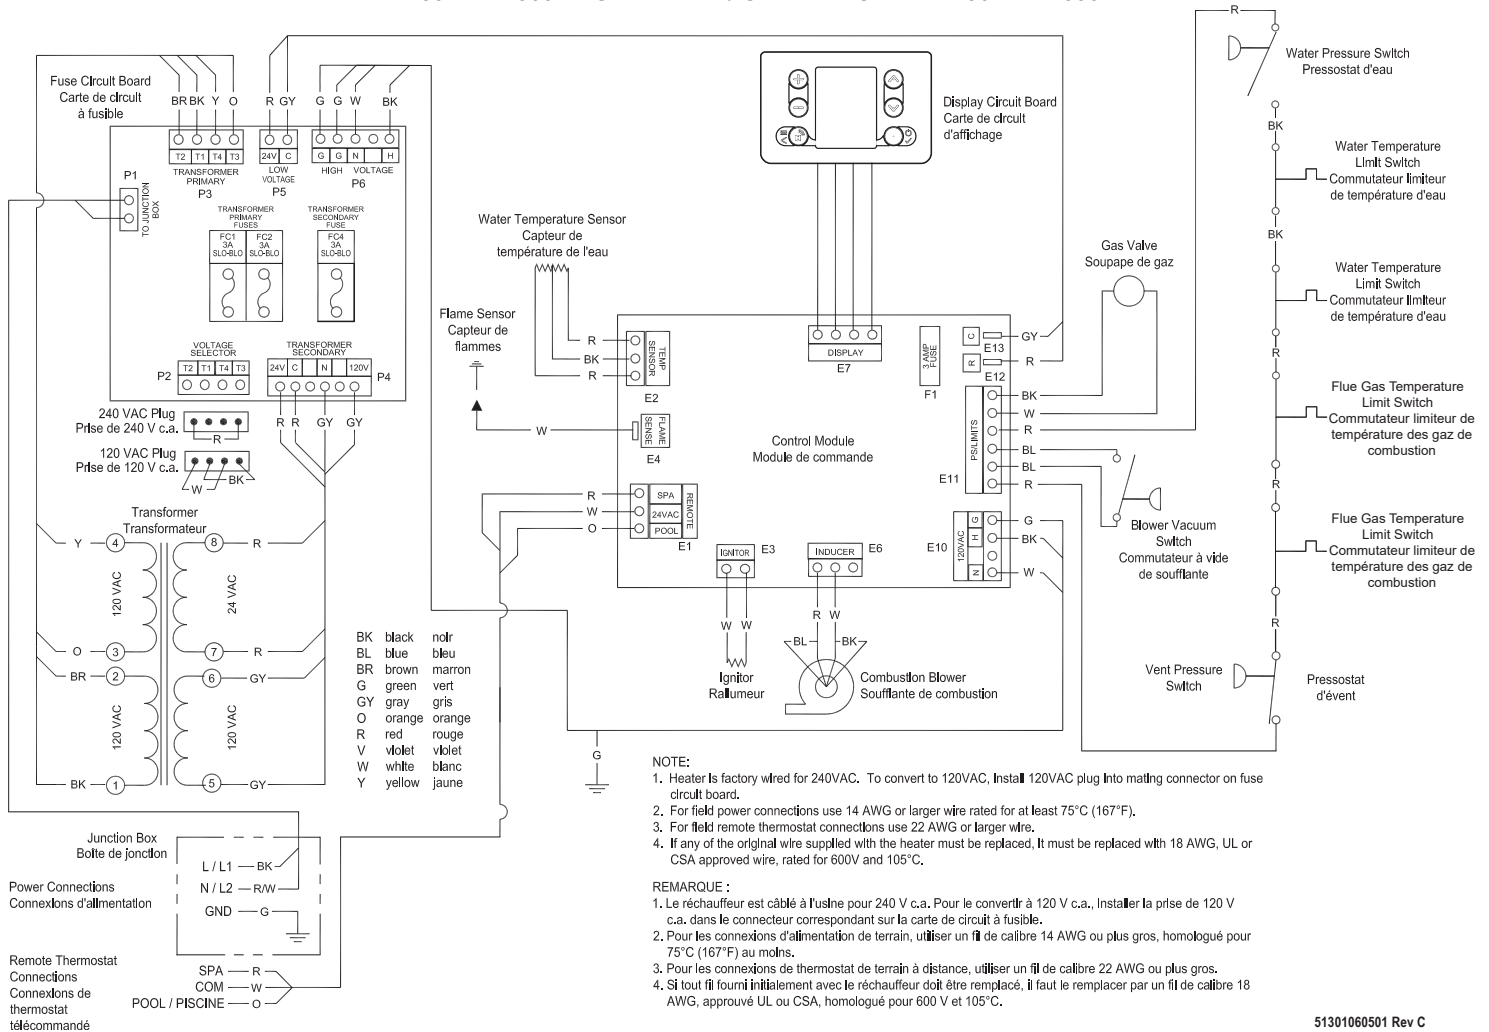 Fuse Circuit Board
Carte de circuit
à fusible
BR BK Y O
R GY
G G W BK
T2 T1 T4 T3
TRANSFORMER
PRIMARY
P3
24V C
LOW
VOLTAGE
P5
G G N H
HIGH VOLTAGE
P6
P1
TO JUNCTION
BOX
TRANSFORMER
PRIMARY
FUSES
FC1
3A
SLO-BLO
FC2
3A
SLO-BLO
TRANSFORMER
SECONDARY
FUSE
FC4
3A
SLO-BLO
VOLTAGE
SELECTOR
P2
T2 T1 T4 T3
TRANSFORMER
SECONDARY
24V C N 120V
P4
R R GY GY
240 VAC Plug
Prise de 240 V c.a.
R
120 VAC Plug
Prise de 120 V c.a.
BK
W
Transformer
Transformateur
Y 4
8 R
120 VAC
24 VAC
O 3
7 R
BR 2
6 GY
120 VAC
120 VAC
BK 1
5 GY
BK black noir
BL blue bleu
BR brown marron
G green vert
GY gray gris
O orange orange
R red rouge
V violet violet
W white blanc
Y yellow jaune
Junction Box
Boîte de jonction
L / L1 BK
N / L2 R/W
GND G
Power Connections
Connexions d'alimentation
Remote Thermostat
Connections
Connexions de
thermostat
télécommandé
SPA R
COM W
POOL / PISCINE O
Display Circuit Board
Carte de circuit
d'affichage
Water Temperature Sensor
Capteur de
température de l'eau
Flame Sensor
Capteur de
flammes
R
BK
R
TEMP
SENSOR
E2
W
FLAME
SENSE
E4
R
W
O
SPA
24VAC
POOL
REMOTE
E1
DISPLAY
E7
3 AMP
FUSE
F1
C
E13
GY
R
E12
R
Control Module
Module de commande
PS/LIMITS
E11
BK
W
R
BL
BL
R
120VAC
G
H
N
E10
G
BK
W
IGNITOR
E3
INDUCER
E6
W W
R W
BL BK
Ignitor
Rallumeur
Combustion Blower
Soufflante de combustion
G
Gas Valve
Soupape de gaz
Blower Vacuum
Switch
Commutateur à vide
de soufflante
R
Water Pressure Switch
Pressostat d'eau
BK
Water Temperature
Limit Switch
Commutateur limiteur
de température d'eau
BK
Water Temperature
Limit Switch
Commutateur limiteur
de température d'eau
R
Flue Gas Temperature
Limit Switch
Commutateur limiteur de
température des gaz de
combustion
R
Flue Gas Temperature
Limit Switch
Commutateur limiteur de
température des gaz de
combustion
R
Vent Pressure
Switch
Pressostat
d'évent
NOTE:
1. Heater is factory wired for 240VAC. To convert to 120VAC, install 120VAC plug into mating connector on fuse
circuit board.
2. For field power connections use 14 AWG or larger wire rated for at least 75°C (167°F).
3. For field remote thermostat connections use 22 AWG or larger wire.
4. If any of the original wire supplied with the heater must be replaced, it must be replaced with 18 AWG, UL or
CSA approved wire, rated for 600V and 105°C.
REMARQUE :
1. Le réchauffeur est câblé à l'usine pour 240 V c.a. Pour le convertir à 120 V c.a., Installer la prise de 120 V
c.a. dans le connecteur correspondant sur la carte de circuit à fusible.
2. Pour les connexions d'alimentation de terrain, utiliser un fil de calibre 14 AWG ou plus gros, homologué pour
75°C (167°F) au moins.
3. Pour les connexions de thermostat de terrain à distance, utiliser un fil de calibre 22 AWG ou plus gros.
4. Si tout fil fourni initialement avec le réchauffeur doit être remplacé, il faut le remplacer par un fil de calibre 18
AWG, approuvé UL ou CSA, homologué pour 600 V et 105°C.
51301060501 Rev C